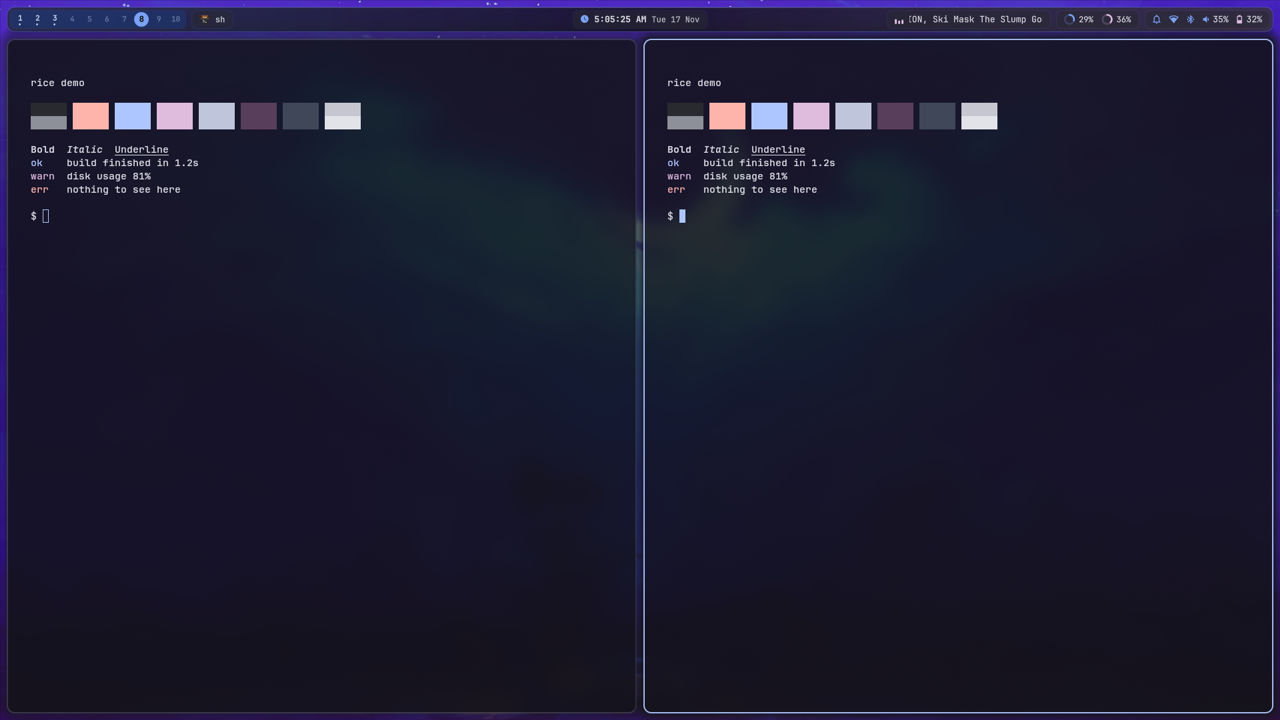 1 2 3 4 5 6 7 8 9 10 sh
5:05:25 AM Tue 17 Nov
ION, Ski Mask The Slump Go
29% 36%
35% 32%
rice demo
Bold Italic Underline
ok build finished in 1.2s
warn disk usage 81%
err nothing to see here
$
rice demo
Bold Italic Underline
ok build finished in 1.2s
warn disk usage 81%
err nothing to see here
$